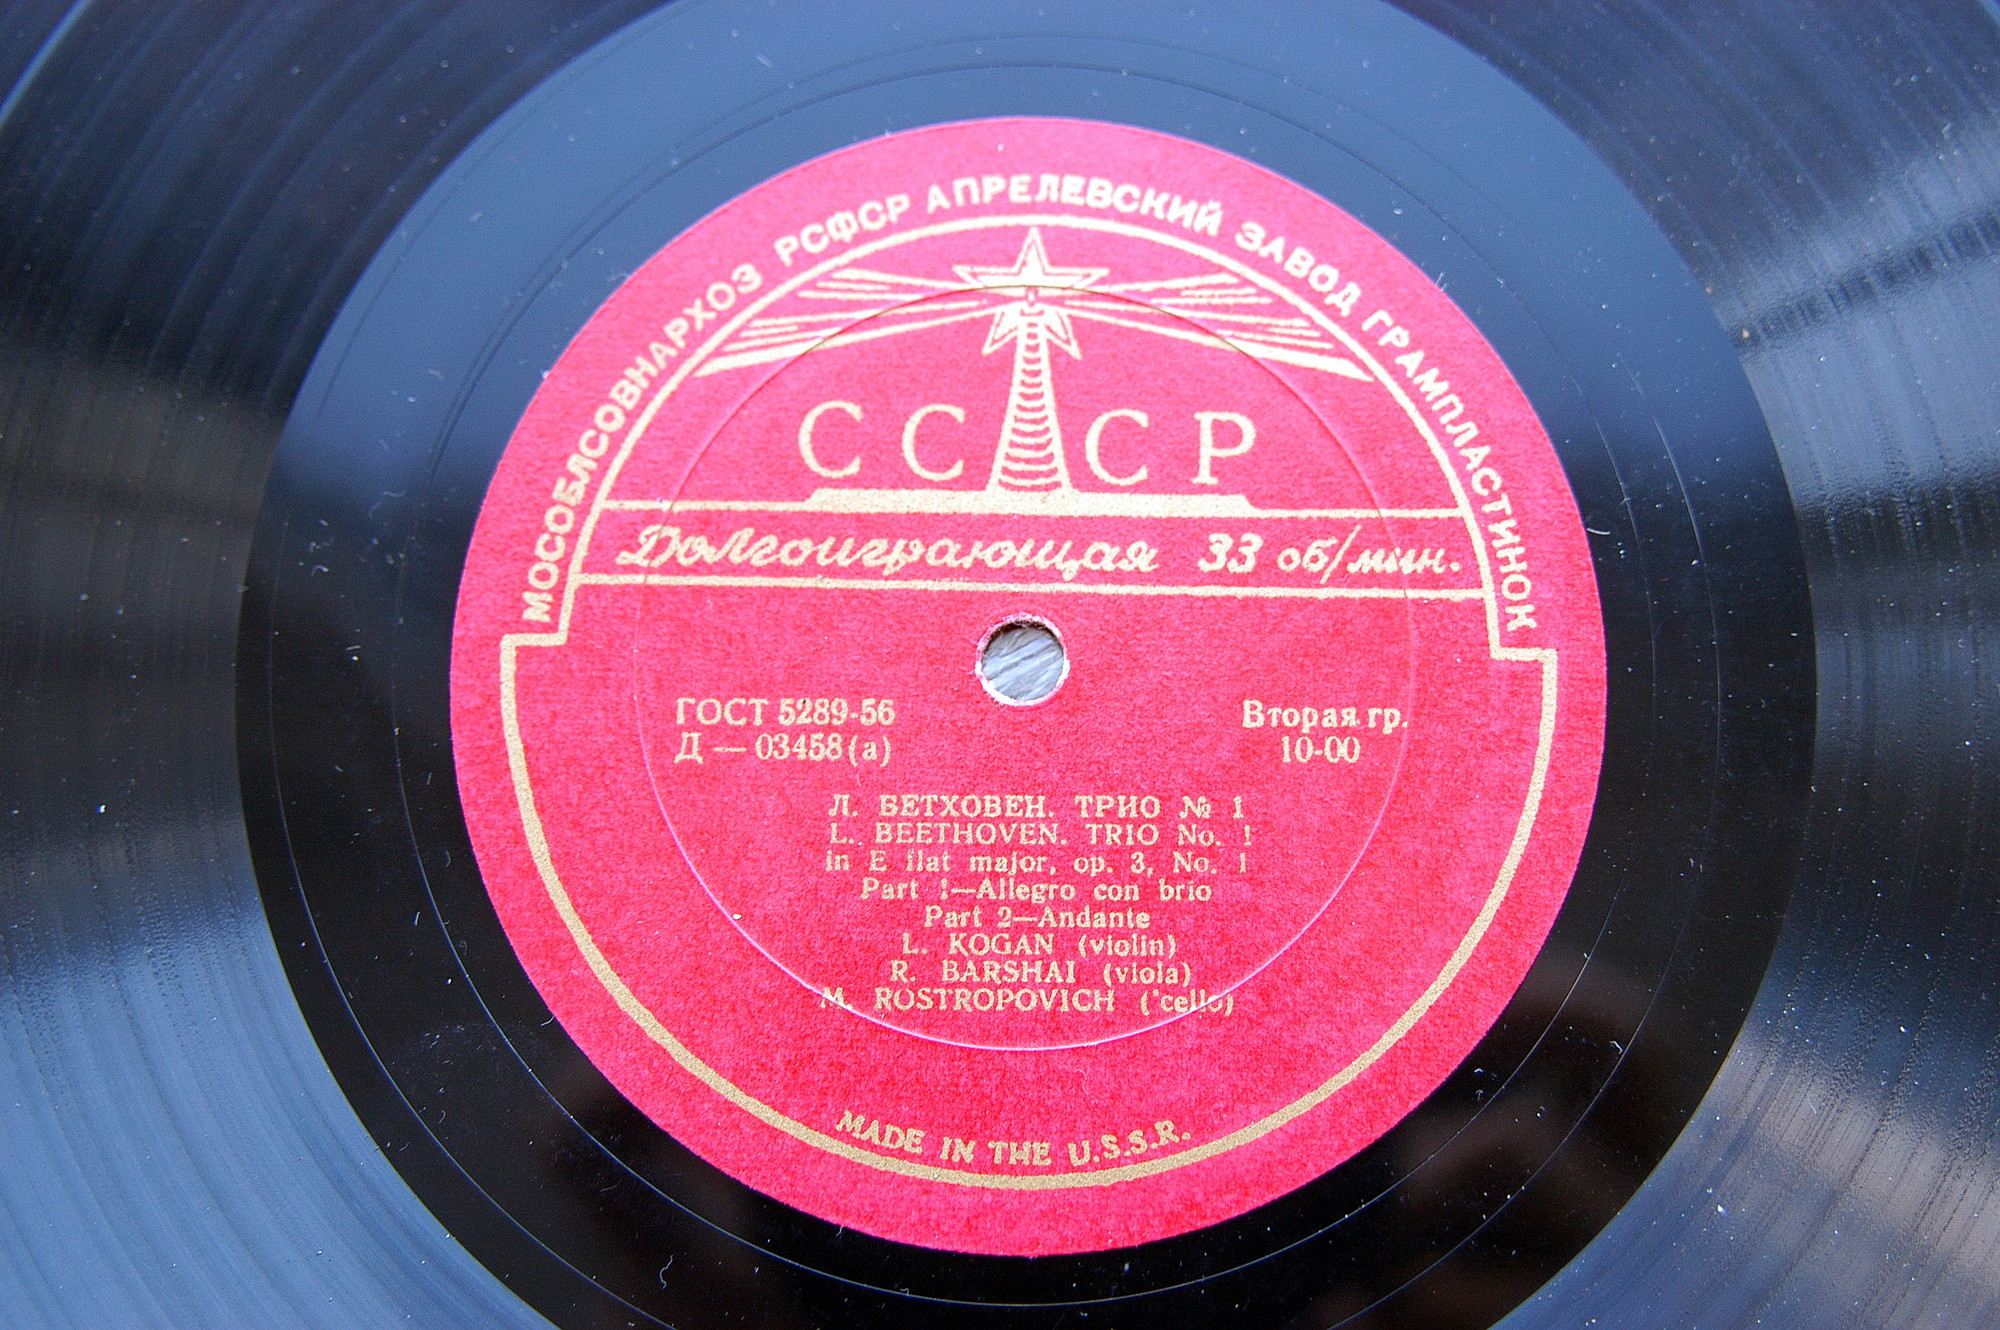 МОСОБЛСОВНАРХОЗ РСФСР АПРЕЛЕВСКИЙ ЗАВОД ГРАМПЛАСТИНОК
СССР
Долгоиграющая 33 об/мин.
ГОСТ 5289-56
Вторая гр.
Д — 03458 (а)
10-00
Л. БЕТХОВЕН. ТРИО № 1
L. BEETHOVEN. TRIO No. 1
in E flat major, op. 3, No. 1
Part 1—Allegro con brio
Part 2—Andante
L. KOGAN (violin)
R. BARSHAI (viola)
M. ROSTROPOVICH ('cello)
MADE IN THE U.S.S.R.